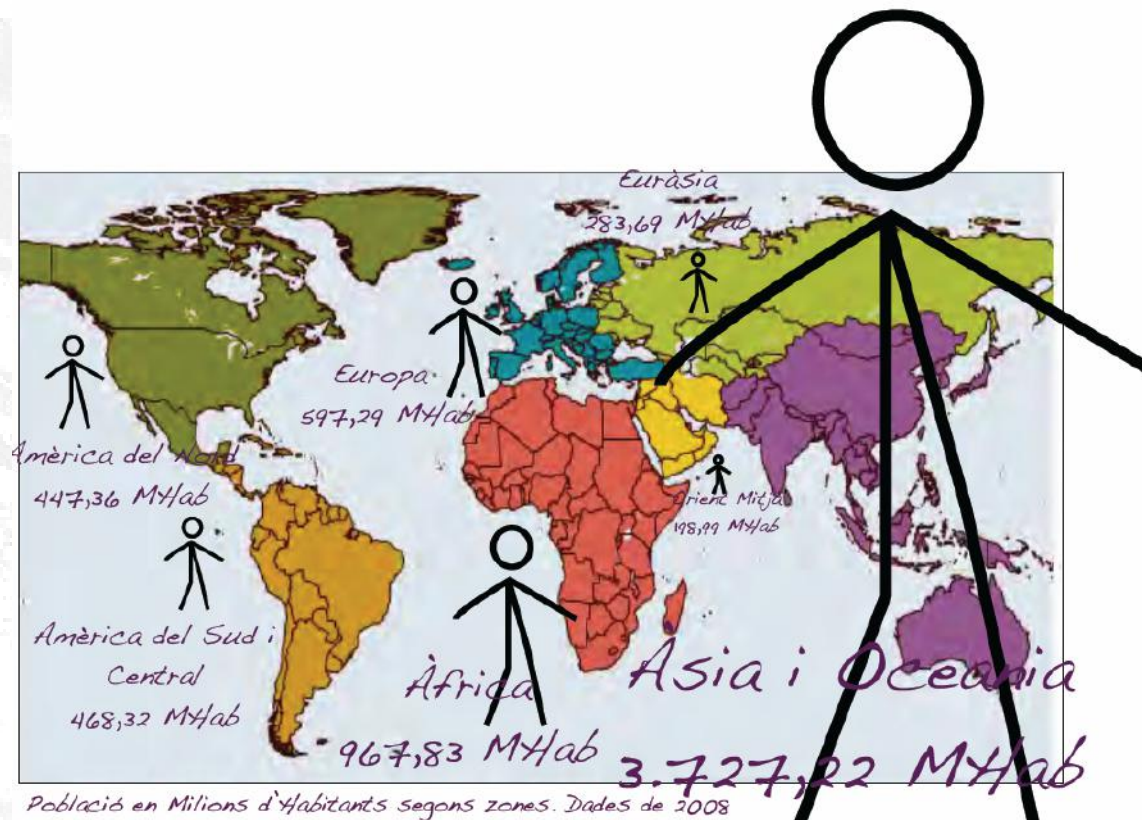 Euràsia
283,69 MHab
Europa
597,29 MHab
Amèrica del Nord
447,36 MHab
Orient Mitjà
198,99 MHab
Amèrica del Sud i
Central
468,32 MHab
Àfrica
967,83 MHab
Àsia i Oceania
3.727,22 MHab
Població en Milions d'Habitants segons zones. Dades de 2008